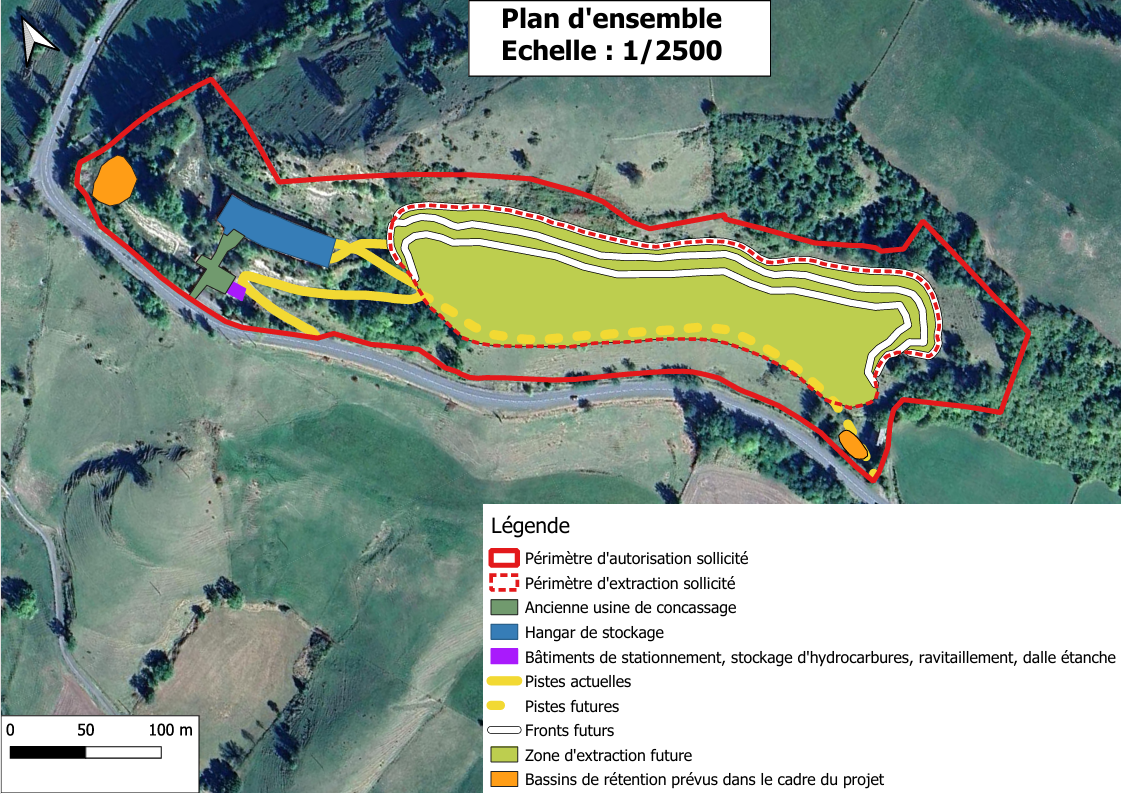 Plan d'ensemble
Echelle : 1/2500
Légende
Périmètre d'autorisation sollicité
Périmètre d'extraction sollicité
Ancienne usine de concassage
Hangar de stockage
Bâtiments de stationnement, stockage d'hydrocarbures, ravitaillement, dalle étanche
Pistes actuelles
Pistes futures
Fronts futurs
Zone d'extraction future
Bassins de rétention prévus dans le cadre du projet
0 50 100 m